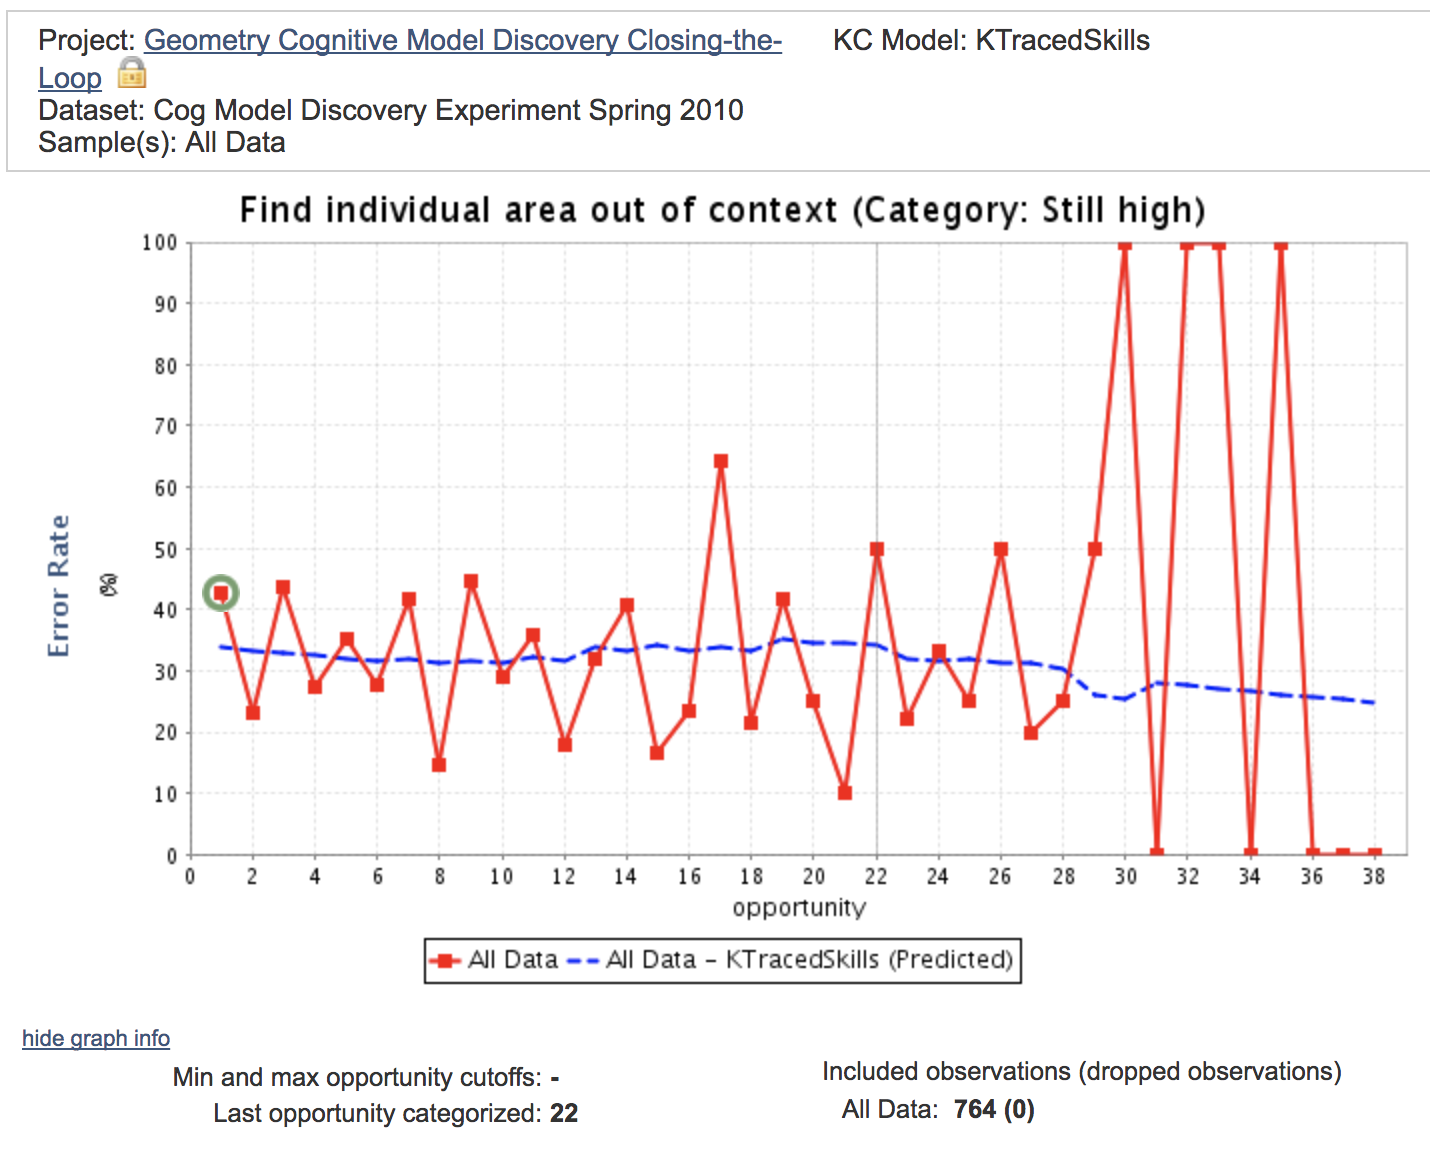 Project: Geometry Cognitive Model Discovery Closing-the-
Loop
KC Model: KTracedSkills
Dataset: Cog Model Discovery Experiment Spring 2010
Sample(s): All Data
Find individual area out of context (Category: Still high)
Error Rate
(%)
100
90
80
70
60
50
40
30
20
10
0
0 2 4 6 8 10 12 14 16 18 20 22 24 26 28 30 32 34 36 38
opportunity
All Data All Data – KTracedSkills (Predicted)
hide graph info
Min and max opportunity cutoffs: -
Last opportunity categorized: 22
Included observations (dropped observations)
All Data: 764 (0)